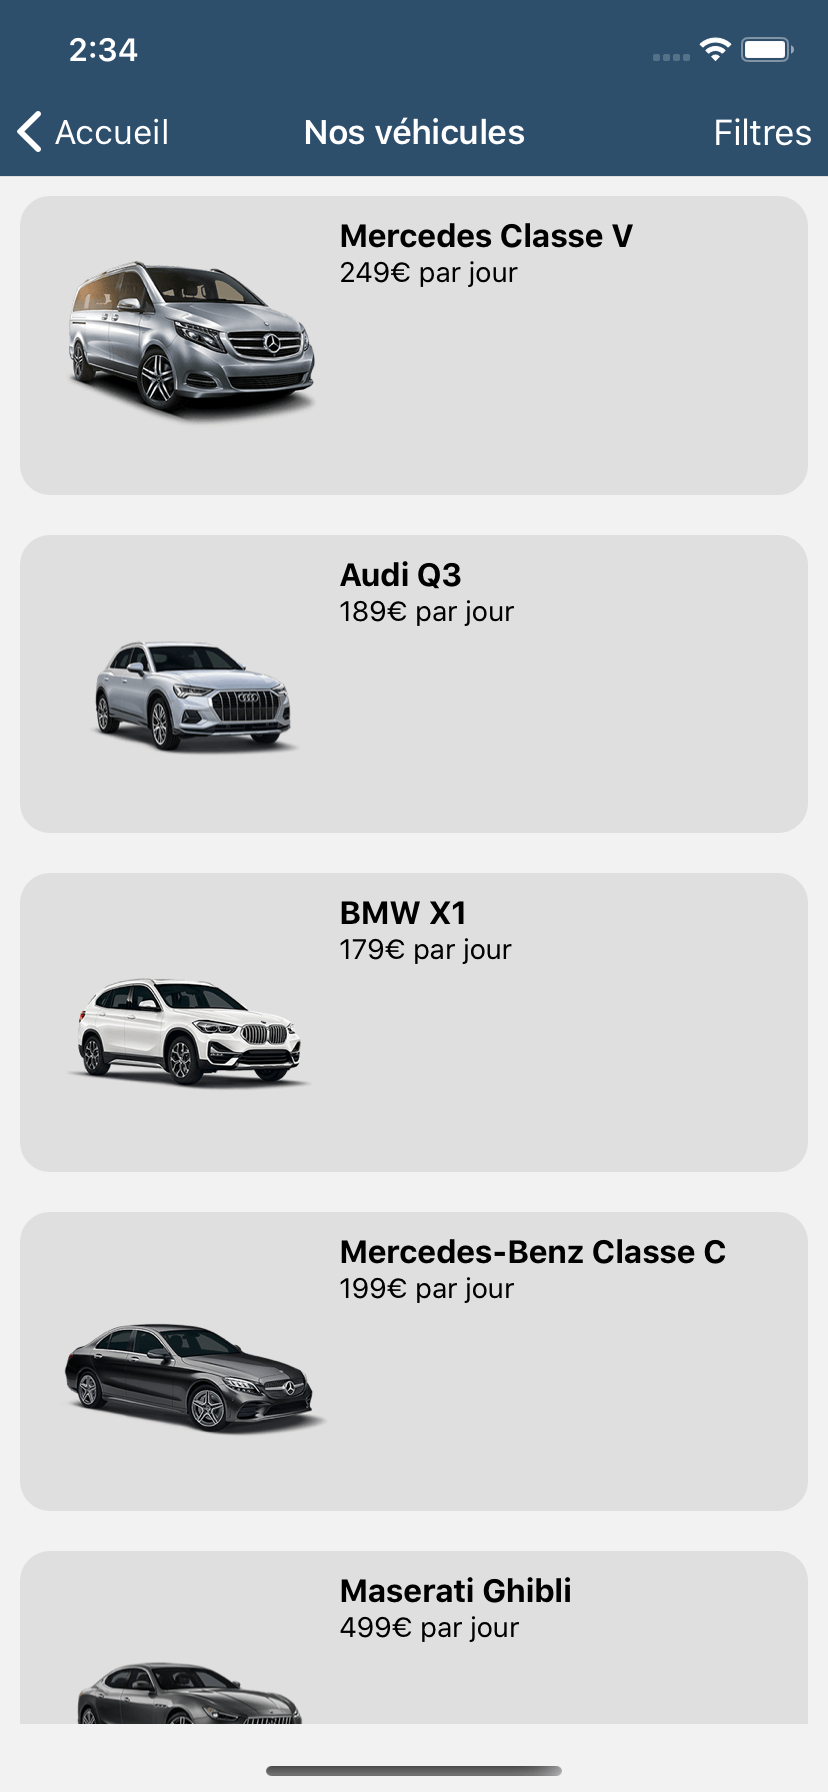 2:34
Accueil
Nos véhicules
Filtres
Mercedes Classe V
249€ par jour
Audi Q3
189€ par jour
BMW X1
179€ par jour
Mercedes-Benz Classe C
199€ par jour
Maserati Ghibli
499€ par jour